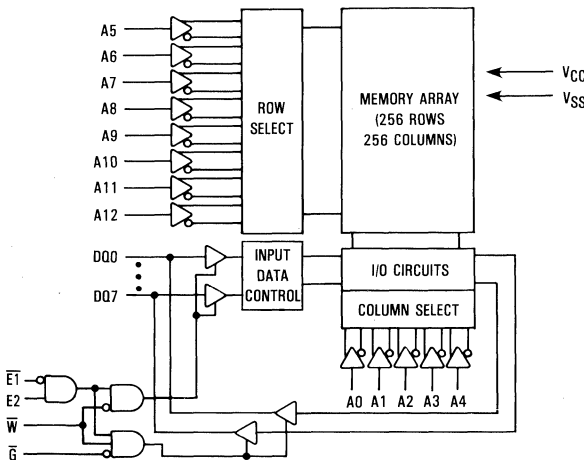 A5
A6
A7
A8
A9
A10
A11
A12
ROW
SELECT
MEMORY ARRAY
(256 ROWS
256 COLUMNS)
VCC
VSS
DQ0
DQ7
INPUT
DATA
CONTROL
I/O CIRCUITS
COLUMN SELECT
A0 A1 A2 A3 A4
E1
E2
W
G